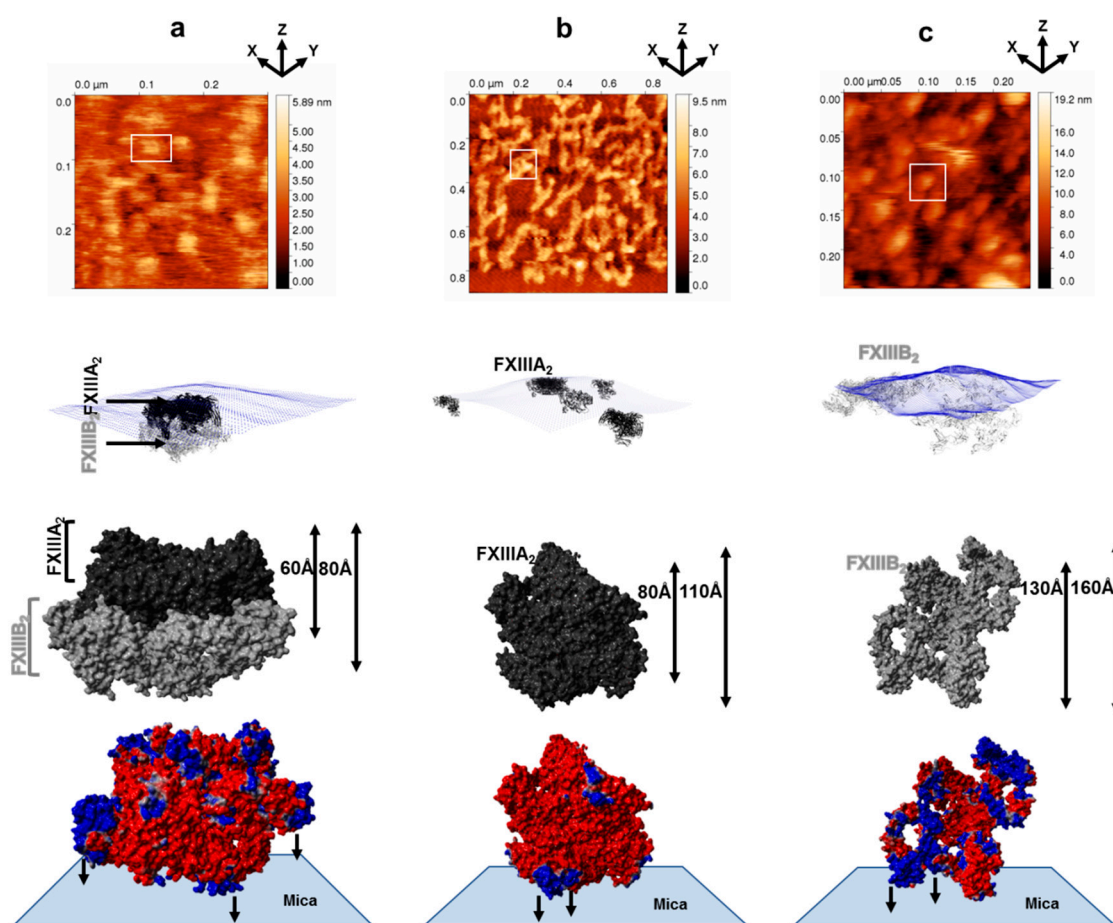 a
b
c
Z
X
Y
Z
X
Y
Z
X
Y
0.0 µm
0.1
0.2
0.0
0.1
0.2
5.89 nm
5.00
4.50
4.00
3.50
3.00
2.50
2.00
1.00
0.00
0.0 µm
0.2
0.4
0.6
0.8
0.0
0.2
0.4
0.6
0.8
9.5 nm
8.0
7.0
6.0
5.0
4.0
3.0
2.0
0.0
0.00 µm
0.05
0.10
0.15
0.20
0.00
0.05
0.10
0.15
0.20
19.2 nm
16.0
14.0
12.0
10.0
8.0
6.0
4.0
0.0
FXIIIA2
FXIIIB2
FXIIIA2
FXIIIB2
FXIIIA2
FXIIIB2
60Å
80Å
FXIIIA2
80Å
110Å
FXIIIB2
130Å
160Å
Mica
Mica
Mica